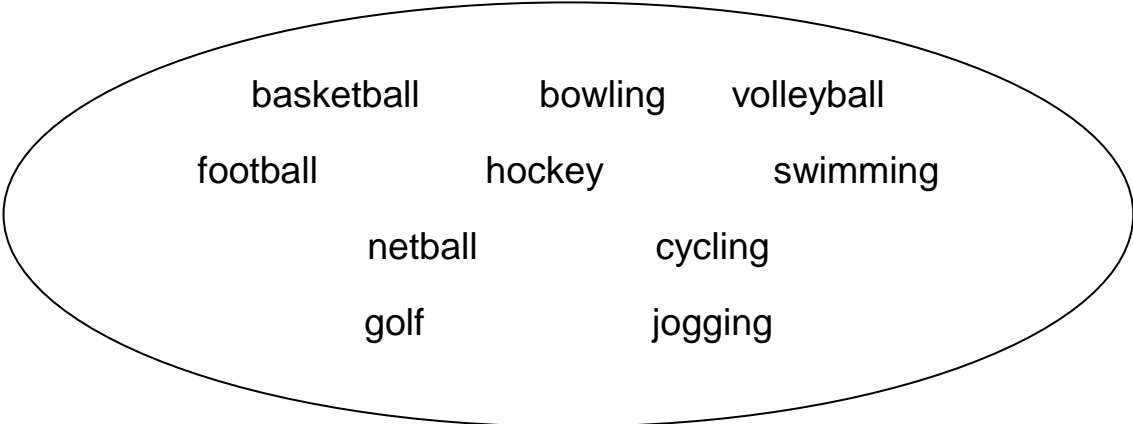 basketball bowling volleyball
football hockey swimming
netball cycling
golf jogging